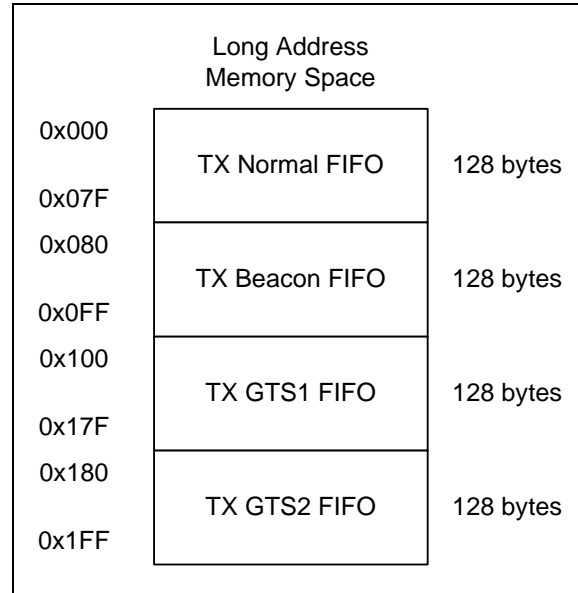 Long Address
Memory Space
0x000
TX Normal FIFO 128 bytes
0x07F
0x080
TX Beacon FIFO 128 bytes
0x0FF
0x100
TX GTS1 FIFO 128 bytes
0x17F
0x180
TX GTS2 FIFO 128 bytes
0x1FF